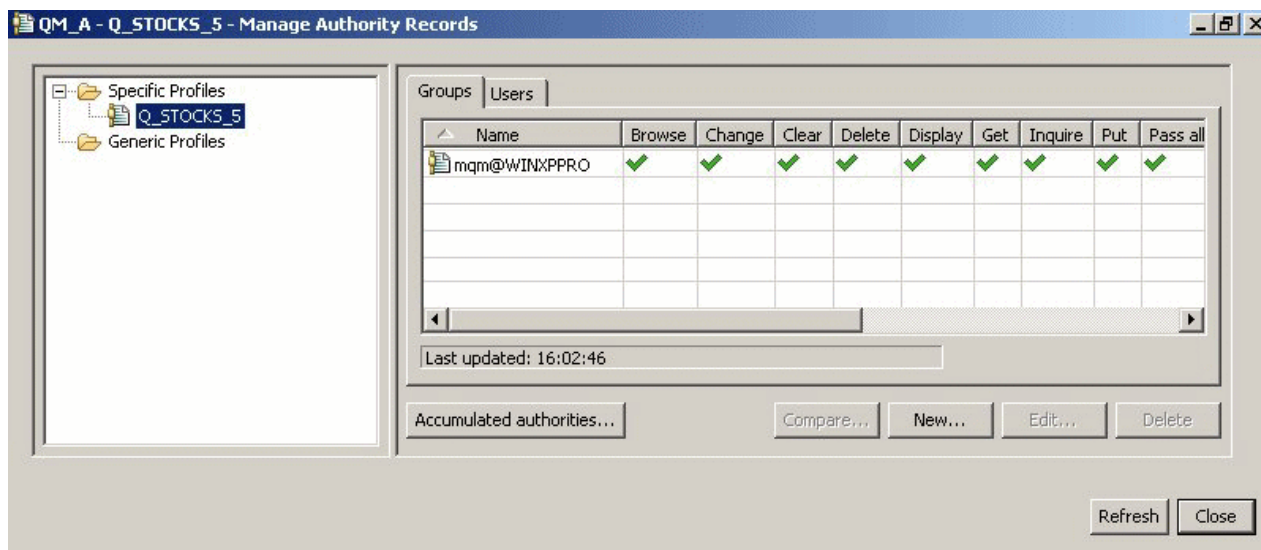 QM_A - Q_STOCKS_5 - Manage Authority Records
Specific Profiles
Q_STOCKS_5
Generic Profiles
Groups Users
Name Browse Change Clear Delete Display Get Inquire Put Pass all
mqm@WINXPPRO
Last updated: 16:02:46
Accumulated authorities... Compare... New... Edit... Delete
Refresh Close